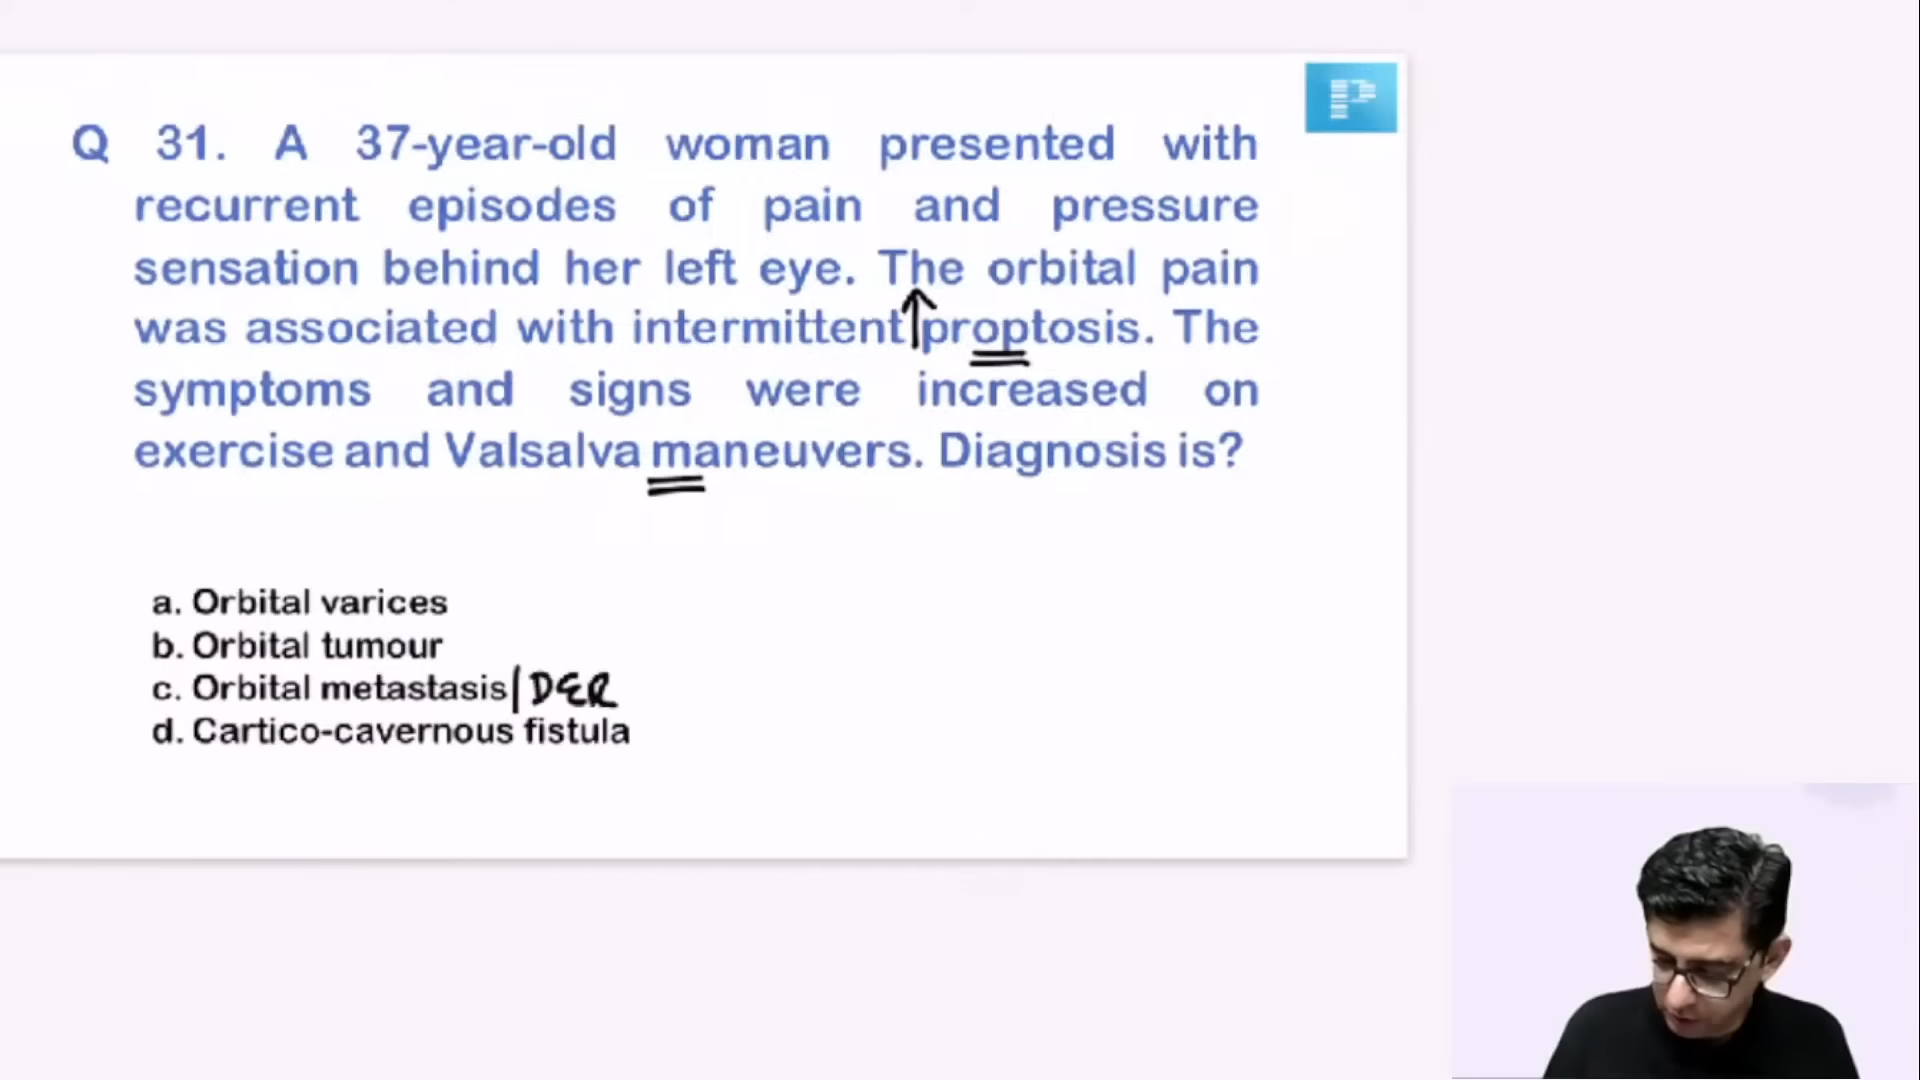 Q 31. A 37-year-old woman presented with
recurrent episodes of pain and pressure
sensation behind her left eye. The orbital pain
was associated with intermittent ↑ proptosis. The
symptoms and signs were increased on
exercise and Valsalva maneuvers. Diagnosis is?
a. Orbital varices
b. Orbital tumour
c. Orbital metastasis | DER
d. Cartico-cavernous fistula
P